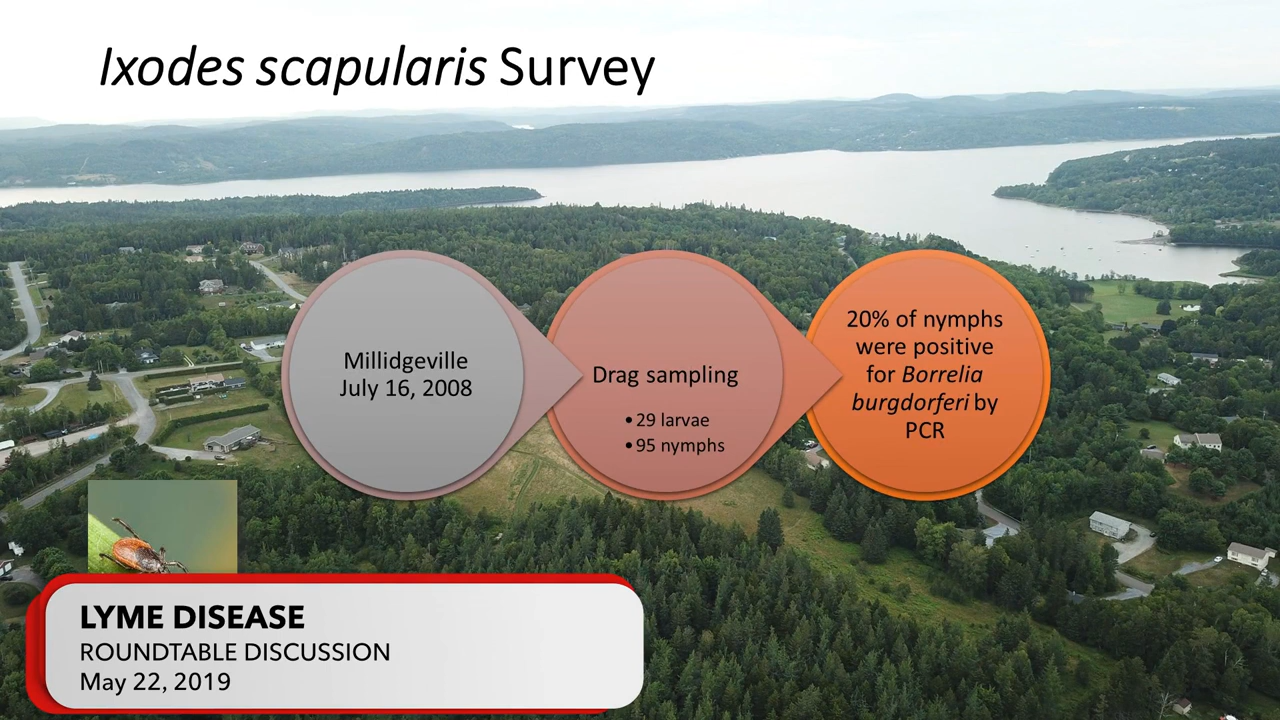 Ixodes scapularis Survey
Millidgeville
July 16, 2008
Drag sampling
• 29 larvae
• 95 nymphs
20% of nymphs
were positive
for Borrelia
burgdorferi by
PCR
LYME DISEASE
ROUNDTABLE DISCUSSION
May 22, 2019